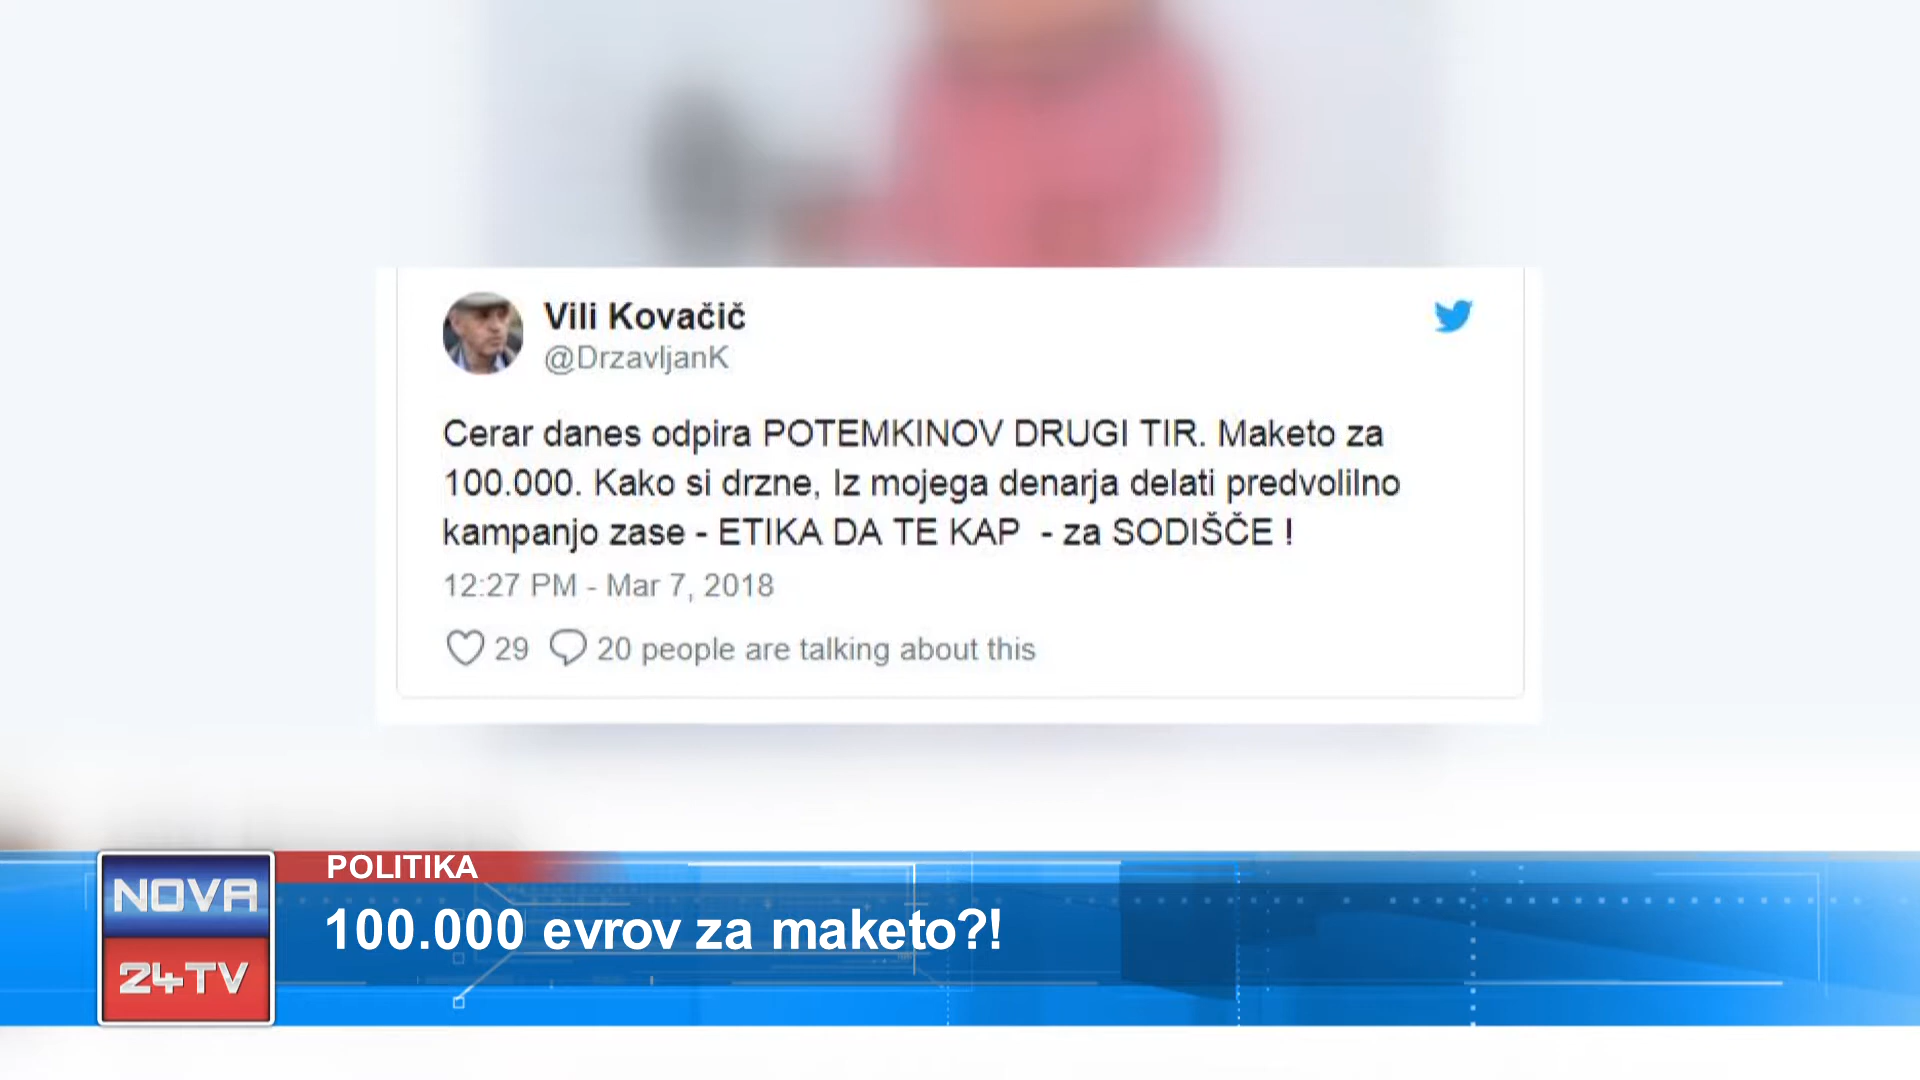 Vili Kovačič
@DrzavljanK
Cerar danes odpira POTEMKINOV DRUGI TIR. Maketo za
100.000. Kako si drzne, Iz mojega denarja delati predvolilno
kampanjo zase - ETIKA DA TE KAP - za SODIŠČE !
12:27 PM - Mar 7, 2018
29 20 people are talking about this
POLITIKA
100.000 evrov za maketo?!
NOVA
24TV